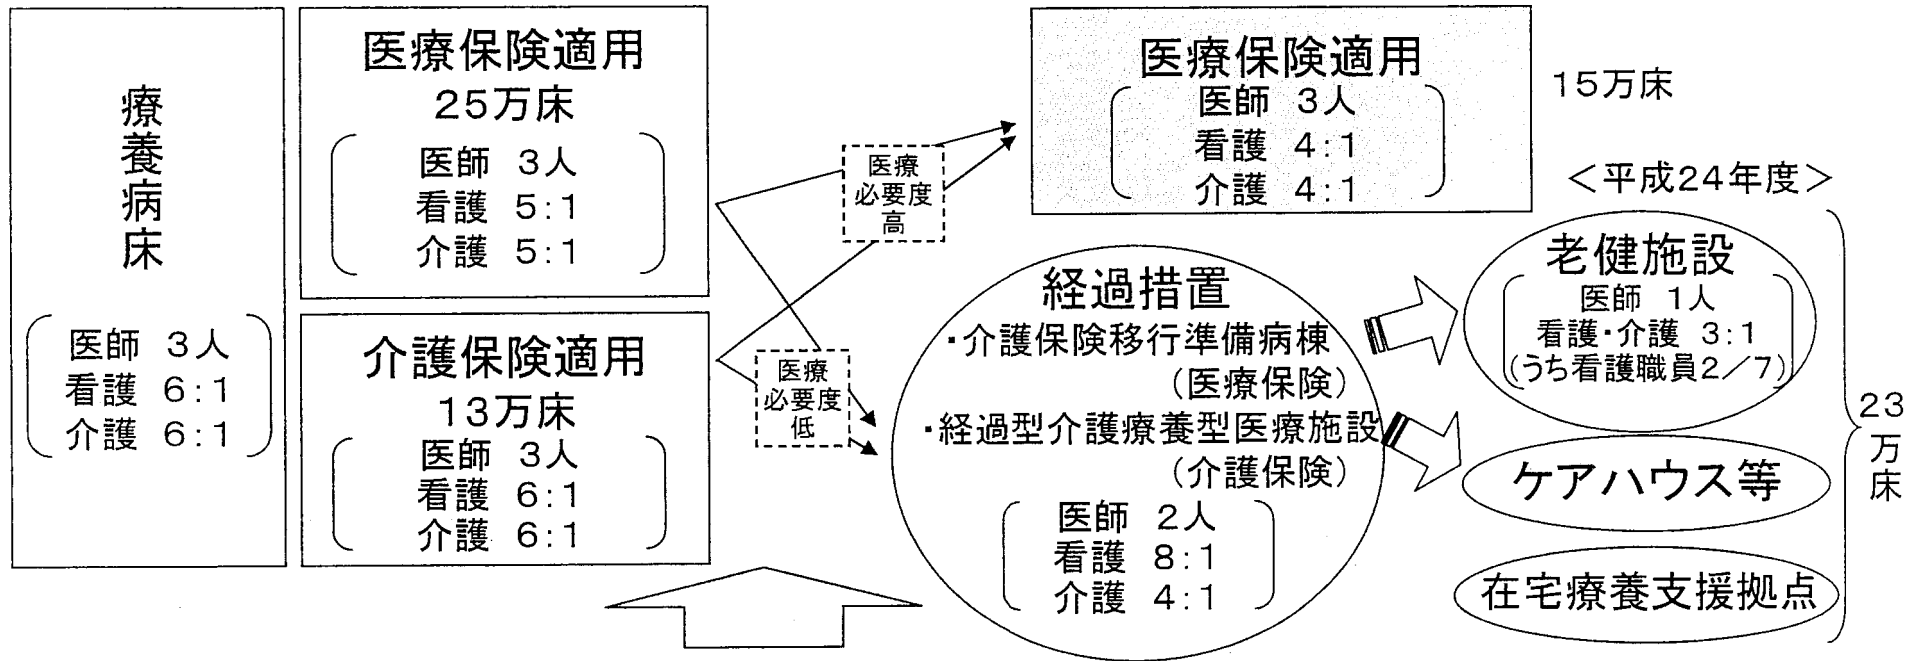 療養病床
医師 3人
看護 6:1
介護 6:1
医療保険適用
25万床
医師 3人
看護 5:1
介護 5:1
介護保険適用
13万床
医師 3人
看護 6:1
介護 6:1
医療
必要度
高
医療
必要度
低
医療保険適用
医師 3人
看護 4:1
介護 4:1
15万床
<平成24年度>
経過措置
・介護保険移行準備病棟
(医療保険)
・経過型介護療養型医療施設
(介護保険)
医師 2人
看護 8:1
介護 4:1
老健施設
医師 1人
看護・介護 3:1
(うち看護職員2/7)
ケアハウス等
在宅療養支援拠点
23
万
床